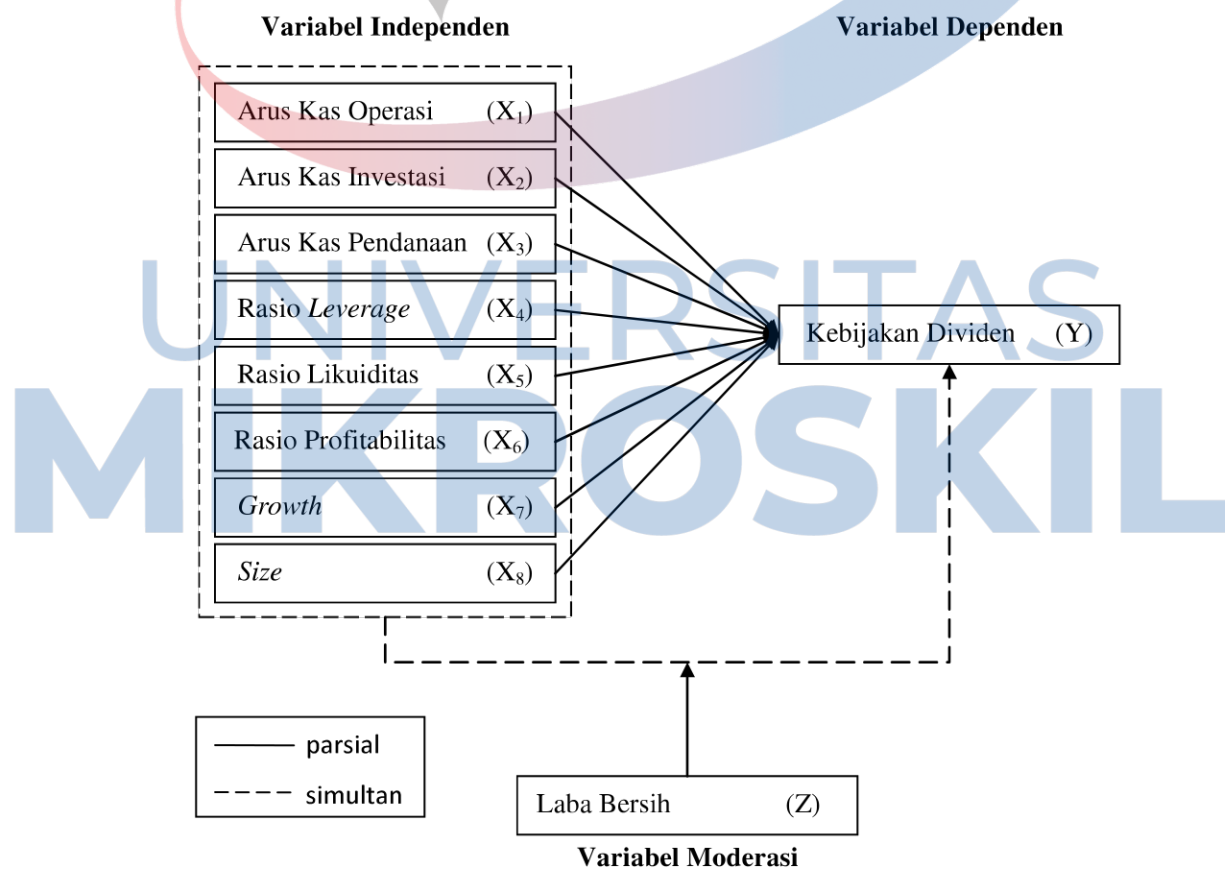 Variabel Independen
Variabel Dependen
Arus Kas Operasi (X₁)
Arus Kas Investasi (X₂)
Arus Kas Pendanaan (X₃)
Rasio Leverage (X₄)
Rasio Likuiditas (X₅)
Rasio Profitabilitas (X₆)
Growth (X₇)
Size (X₈)
Kebijakan Dividen (Y)
UNIVERSITAS
MIKROSKIL
parsial
simultan
Laba Bersih (Z)
Variabel Moderasi